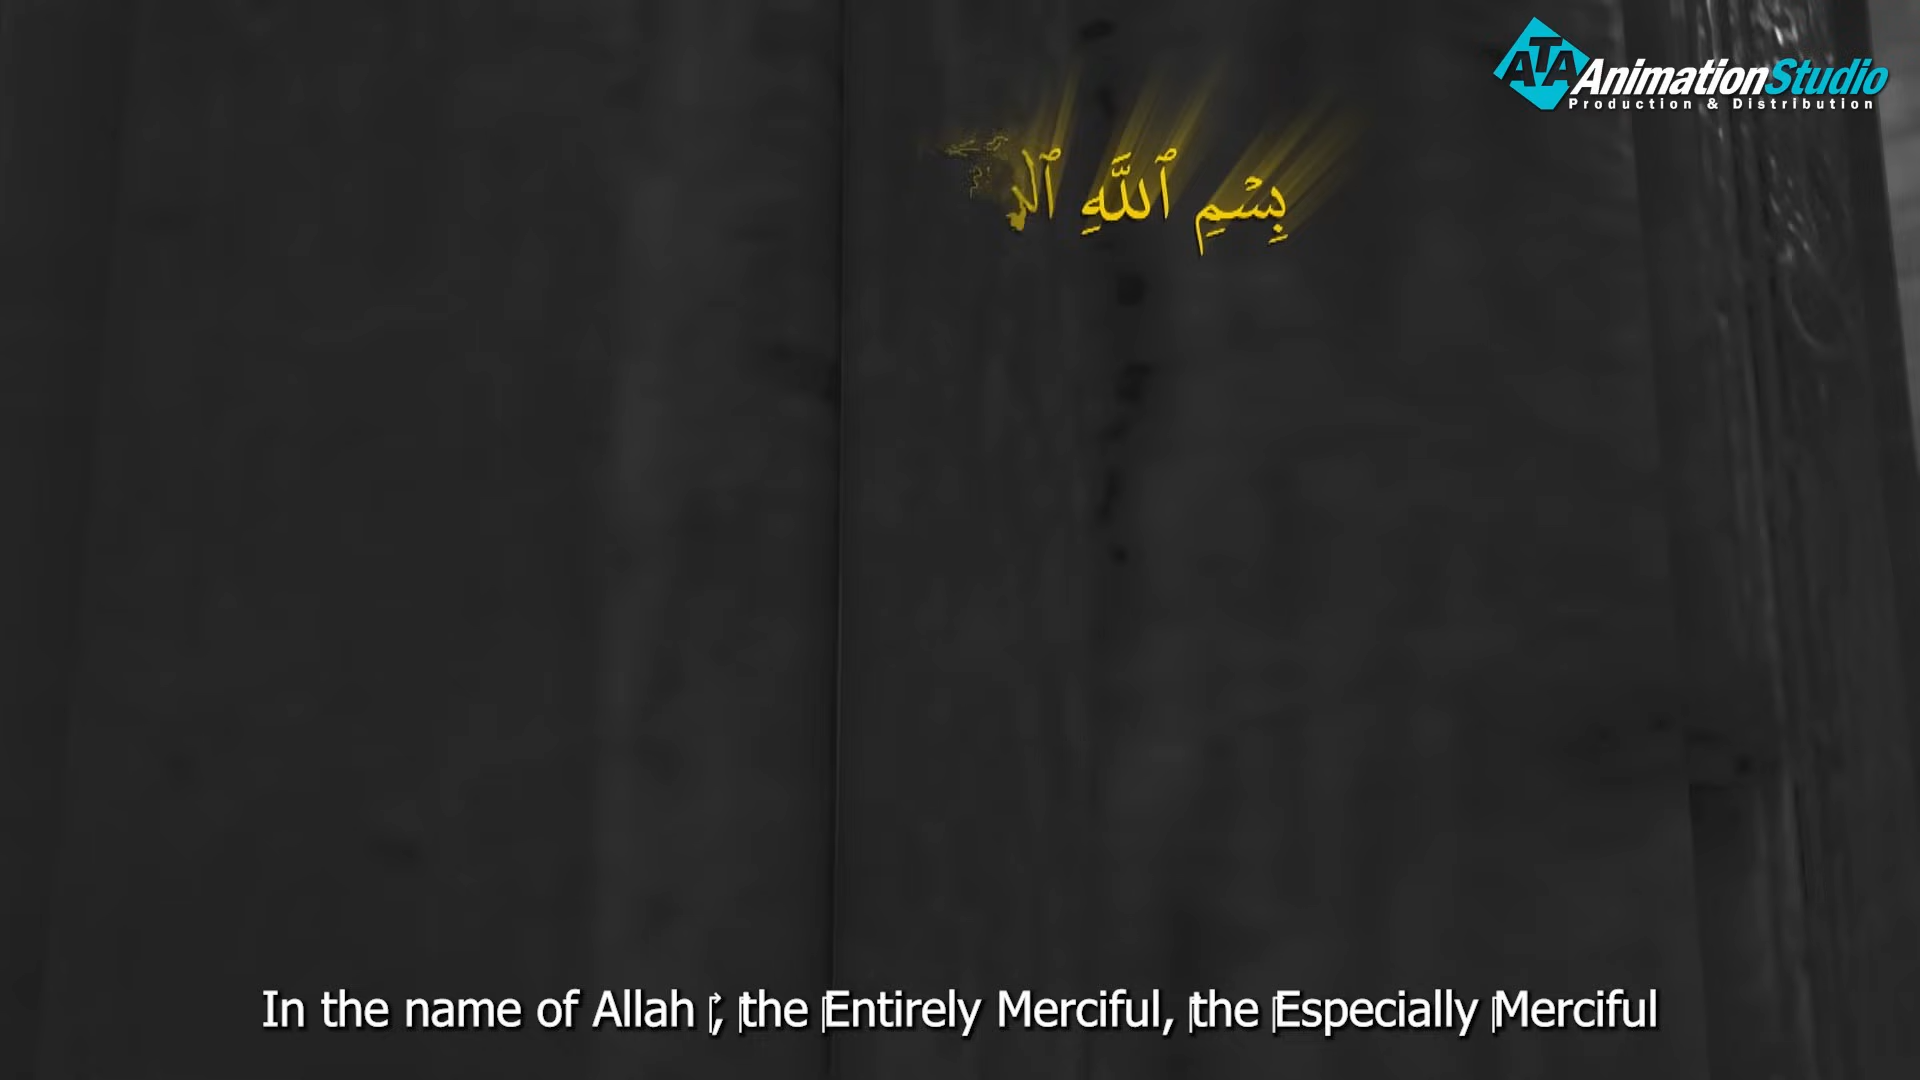 ATA AnimationStudio
Production & Distribution
بِسْمِ ٱللَّهِ
In the name of Allah , the Entirely Merciful, the Especially Merciful